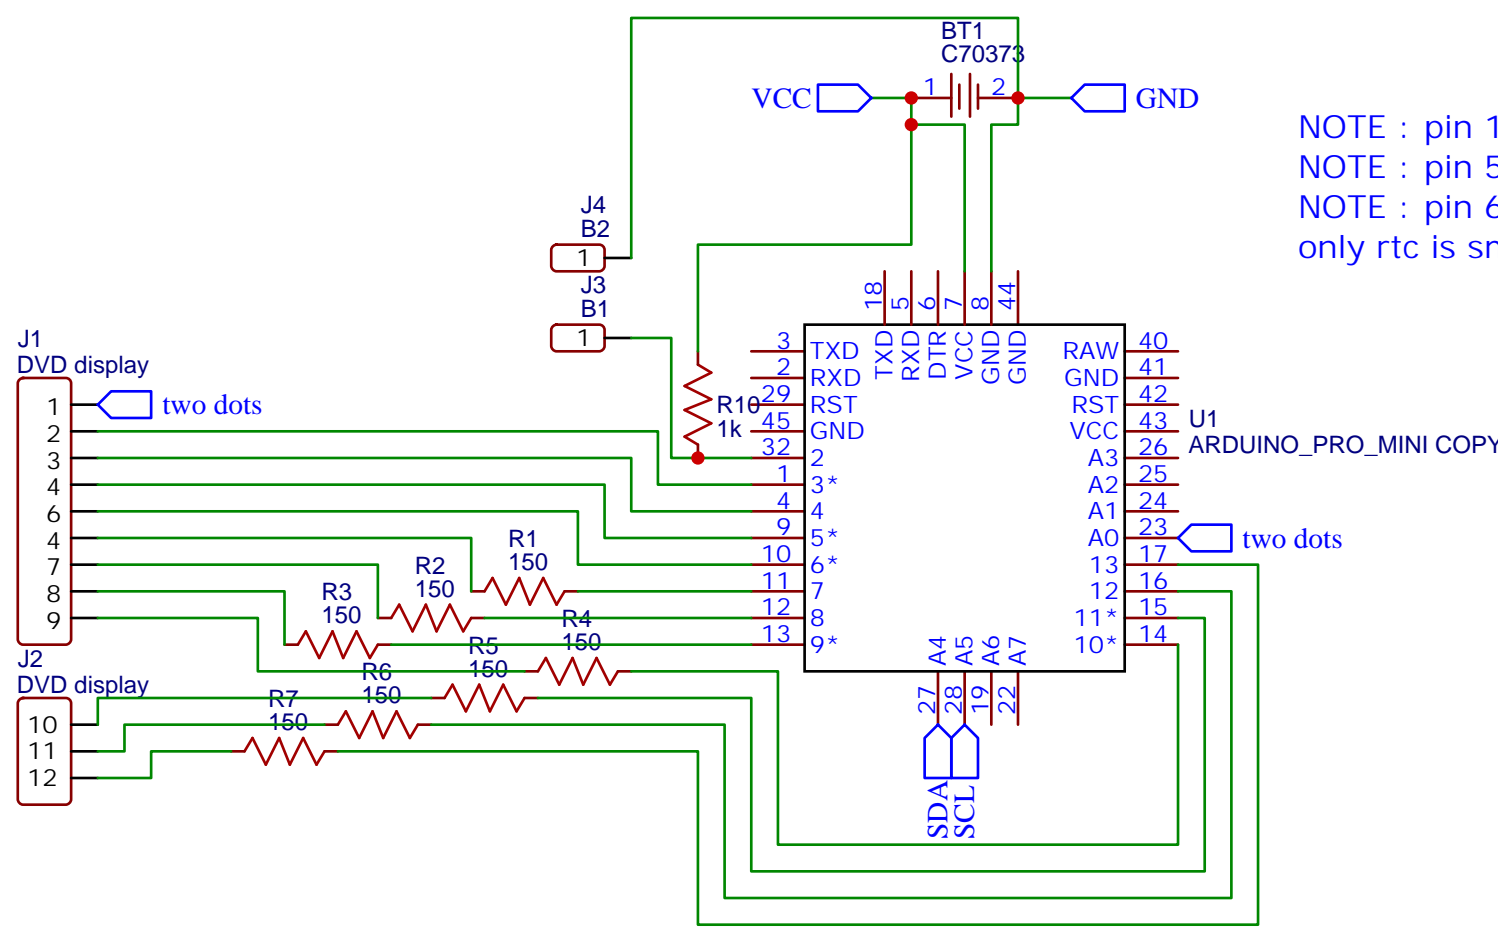 BT1
C70373
VCC
1
2
GND
NOTE : pin 1
NOTE : pin 5
NOTE : pin 6
only rtc is
J4
B2
1
J3
B1
1
J1
DVD display
1
two dots
2
3
4
6
4
7
8
9
J2
DVD display
10
11
12
R10
1k
R1
150
R2
150
R3
150
R4
150
R5
150
R6
150
R7
150
18
5
6
7
8
44
TXD
RXD
DTR
VCC
GND
GND
3 TXD
2 RXD
29 RST
45 GND
32 2
1 3*
4 4
9 5*
10 6*
11 7
12 8
13 9*
RAW 40
GND 41
RST 42
VCC 43
A3 26
A2 25
A1 24
A0 23
13 17
12 16
11* 15
10* 14
U1
ARDUINO_PRO_MINI COPY
two dots
A4
A5
A6
A7
27
28
19
22
SDA
SCL